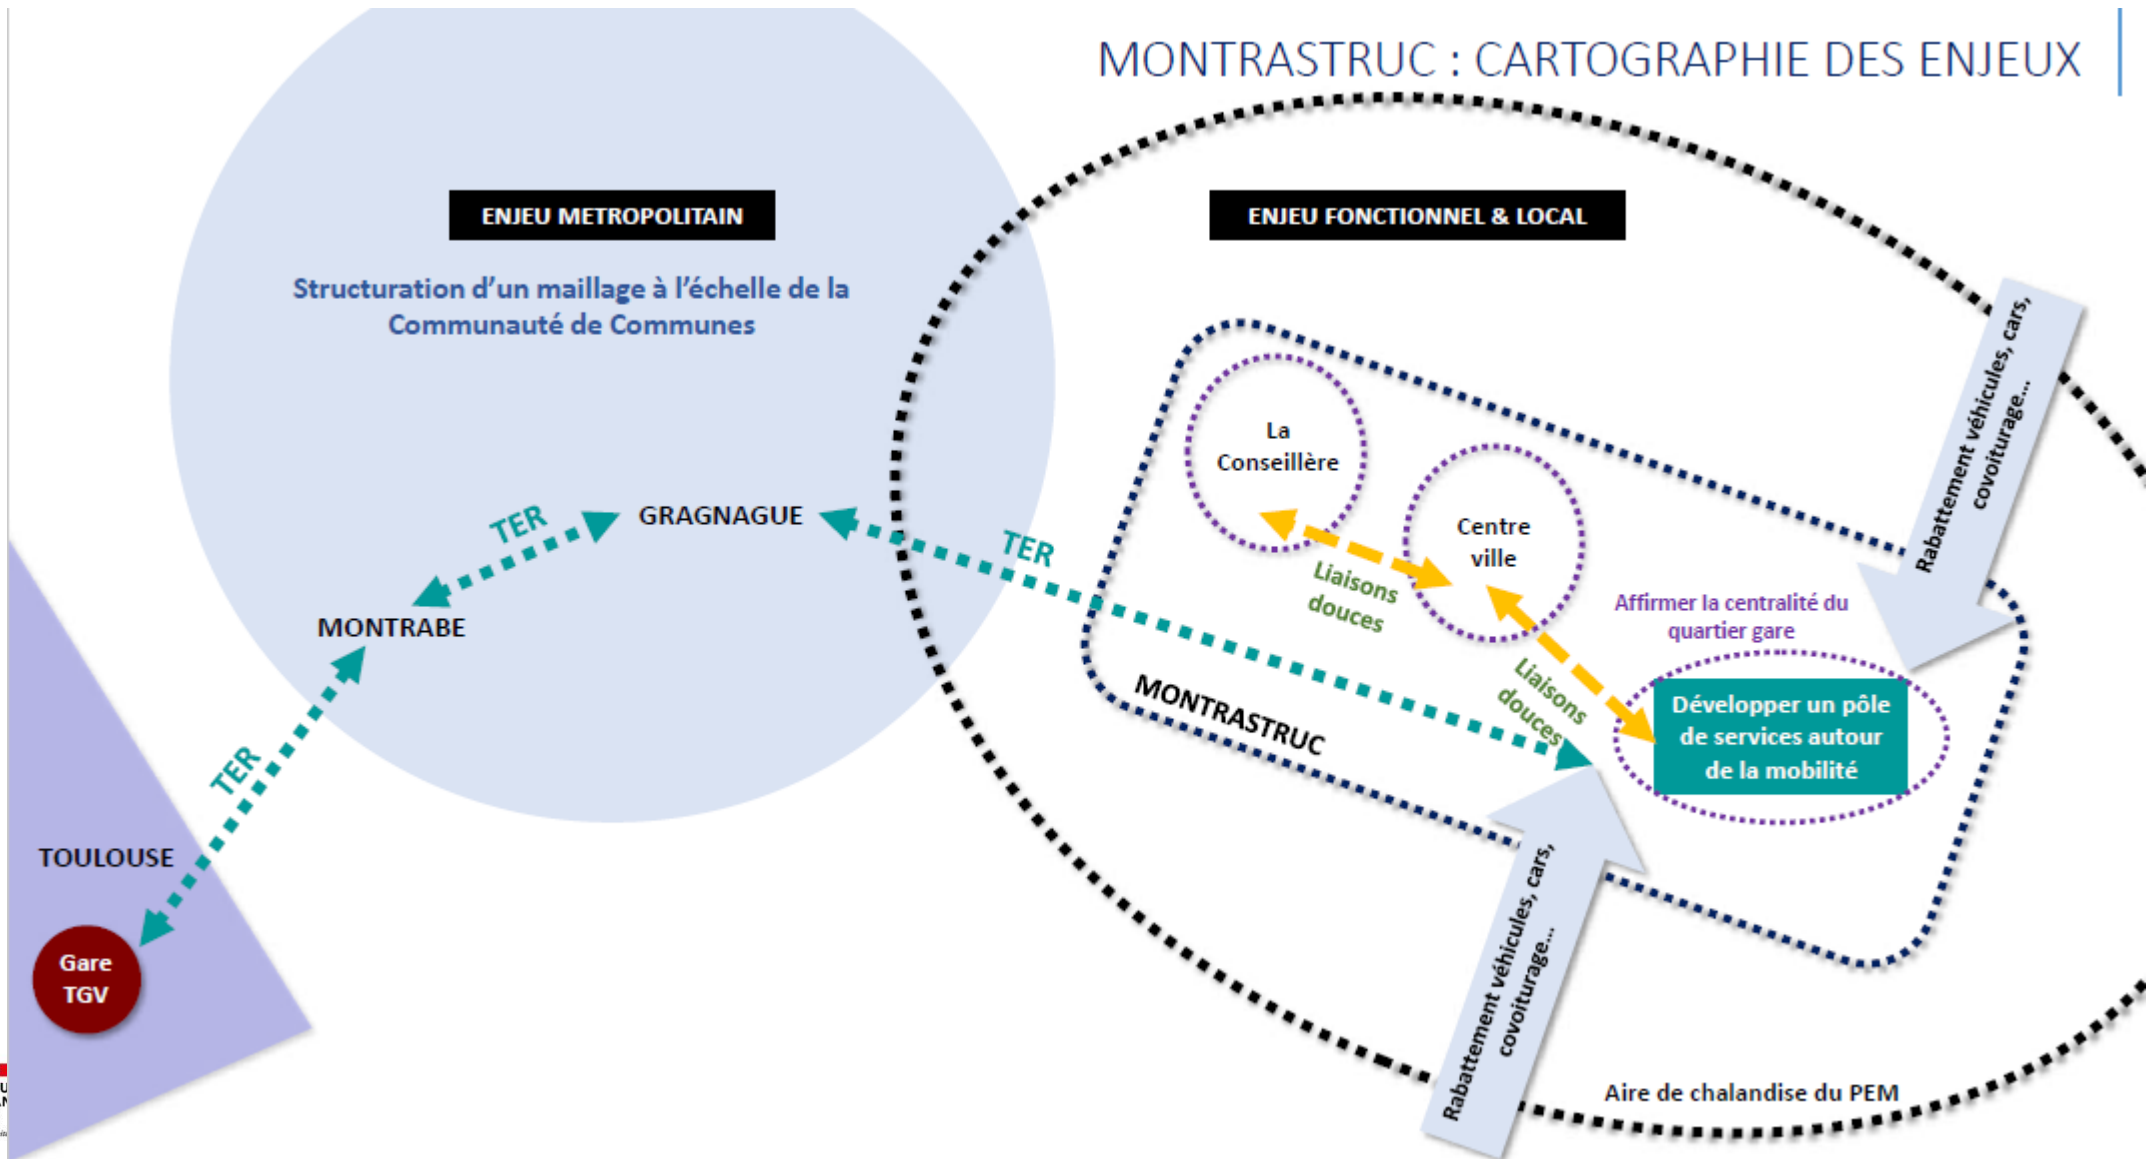 MONTRASTRUC : CARTOGRAPHIE DES ENJEUX
ENJEU METROPOLITAIN
Structuration d’un maillage à l’échelle de la
Communauté de Communes
ENJEU FONCTIONNEL & LOCAL
Rabattement véhicules, cars,
covoiturage...
La
Conseillère
Centre
ville
GRAGNAGUE
TER
TER
MONTRABE
Liaisons
douces
Affirmer la centralité du
quartier gare
Liaisons
douces
MONTRASTRUC
Développer un pôle
de services autour
de la mobilité
TER
TOULOUSE
Gare
TGV
Rabattement véhicules, cars,
covoiturage...
Aire de chalandise du PEM